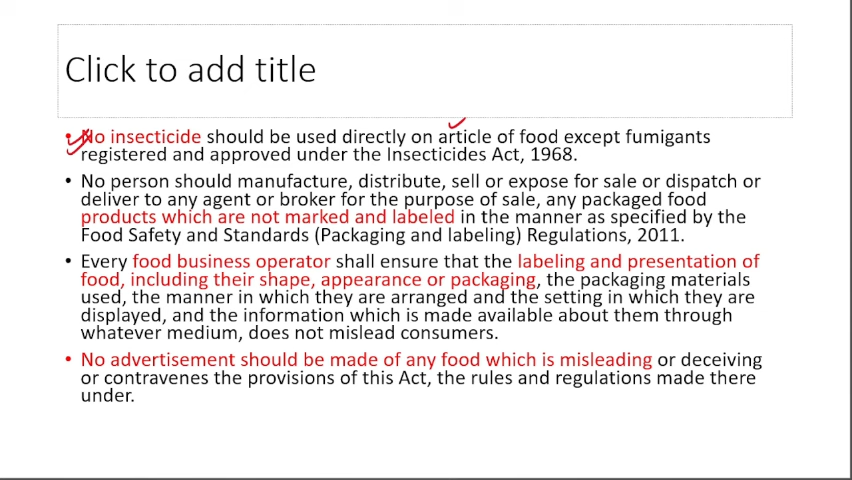 Click to add title
• No insecticide should be used directly on article of food except fumigants
registered and approved under the Insecticides Act, 1968.
• No person should manufacture, distribute, sell or expose for sale or dispatch or
deliver to any agent or broker for the purpose of sale, any packaged food
products which are not marked and labeled in the manner as specified by the
Food Safety and Standards (Packaging and labeling) Regulations, 2011.
• Every food business operator shall ensure that the labeling and presentation of
food, including their shape, appearance or packaging, the packaging materials
used, the manner in which they are arranged and the setting in which they are
displayed, and the information which is made available about them through
whatever medium, does not mislead consumers.
• No advertisement should be made of any food which is misleading or deceiving
or contravenes the provisions of this Act, the rules and regulations made there
under.